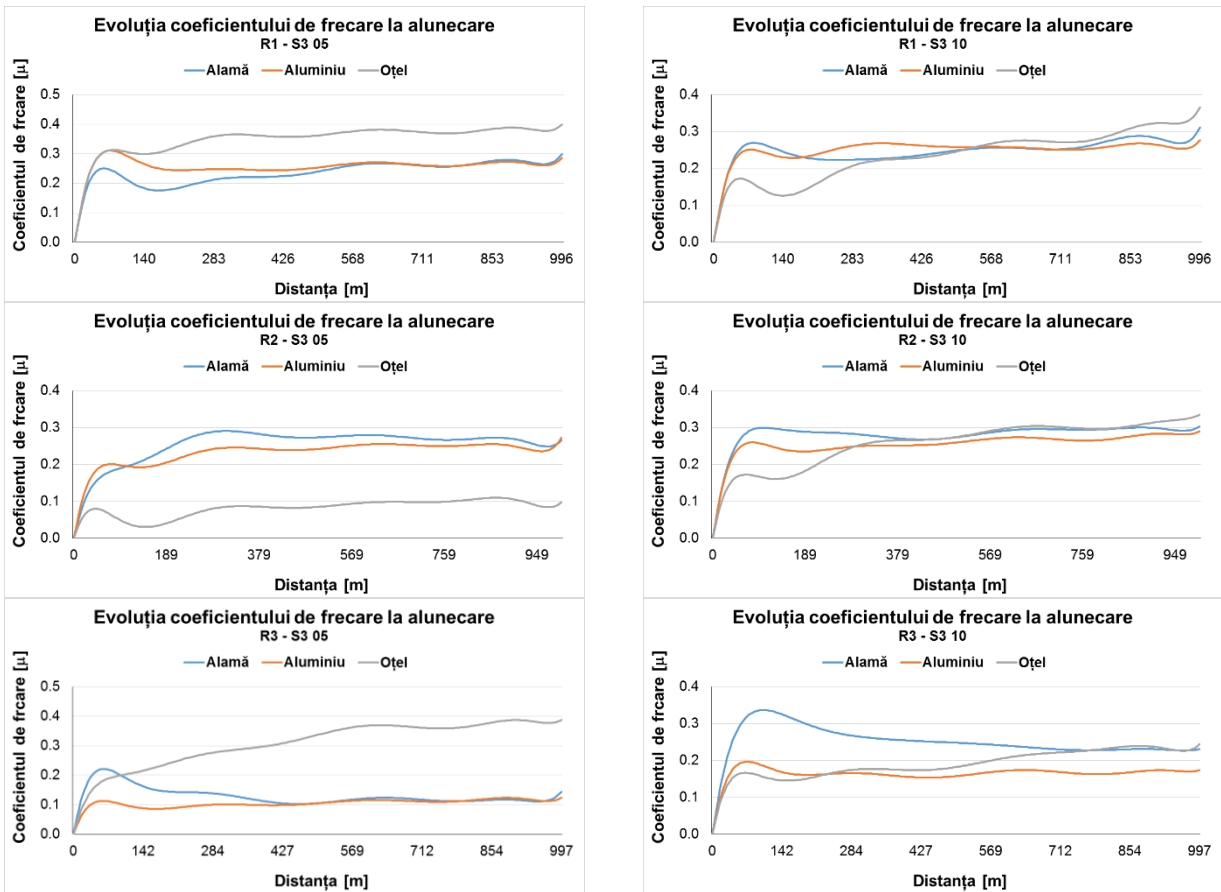 Evoluția coeficientului de frecare la alunecare
R1 - S3 05
Alamă Aluminiu Oțel
Coeficientul de frcare [μ]
0.5
0.4
0.3
0.2
0.1
0.0
0 140 283 426 568 711 853 996
Distanța [m]
Evoluția coeficientului de frecare la alunecare
R1 - S3 10
Alamă Aluminiu Oțel
Coeficientul de frcare [μ]
0.4
0.3
0.2
0.1
0.0
0 140 283 426 568 711 853 996
Distanța [m]
Evoluția coeficientului de frecare la alunecare
R2 - S3 05
Alamă Aluminiu Oțel
Coeficientul de frcare [μ]
0.4
0.3
0.2
0.1
0.0
0 189 379 569 759 949
Distanța [m]
Evoluția coeficientului de frecare la alunecare
R2 - S3 10
Alamă Aluminiu Oțel
Coeficientul de frcare [μ]
0.4
0.3
0.2
0.1
0.0
0 189 379 569 759 949
Distanța [m]
Evoluția coeficientului de frecare la alunecare
R3 - S3 05
Alamă Aluminiu Oțel
Coeficientul de frcare [μ]
0.5
0.4
0.3
0.2
0.1
0.0
0 142 284 427 569 712 854 997
Distanța [m]
Evoluția coeficientului de frecare la alunecare
R3 - S3 10
Alamă Aluminiu Oțel
Coeficientul de frcare [μ]
0.4
0.3
0.2
0.1
0.0
0 142 284 427 569 712 854 997
Distanța [m]